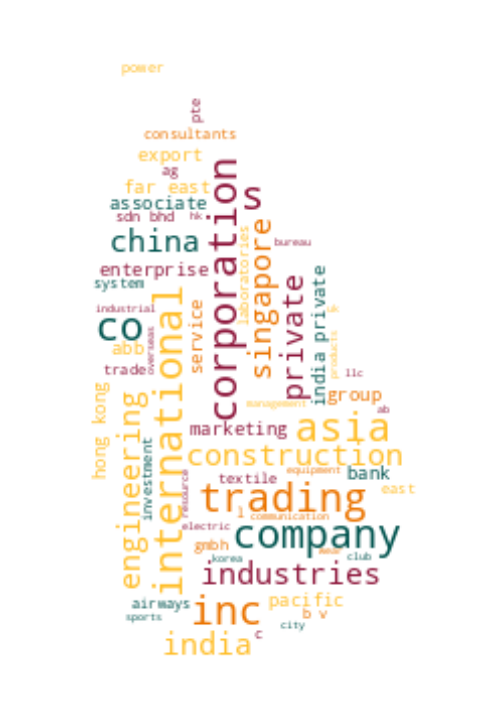 power
pte
consultants
export
ag
far east
associate
s
sdn bhd
hk
corporation
china
singapore
laboratories
bureau
enterprise
system
private
india private
industrial
international
service
co
abb
overseas
products
trade
llc
hong kong
engineering
group
management
ab
marketing
asia
construction
investment
resource
textile
equipment
bank
east
trading
l
communication
electric
company
gmbh
wear
korea
club
industries
airways
inc
pacific
b v
sports
city
c
india